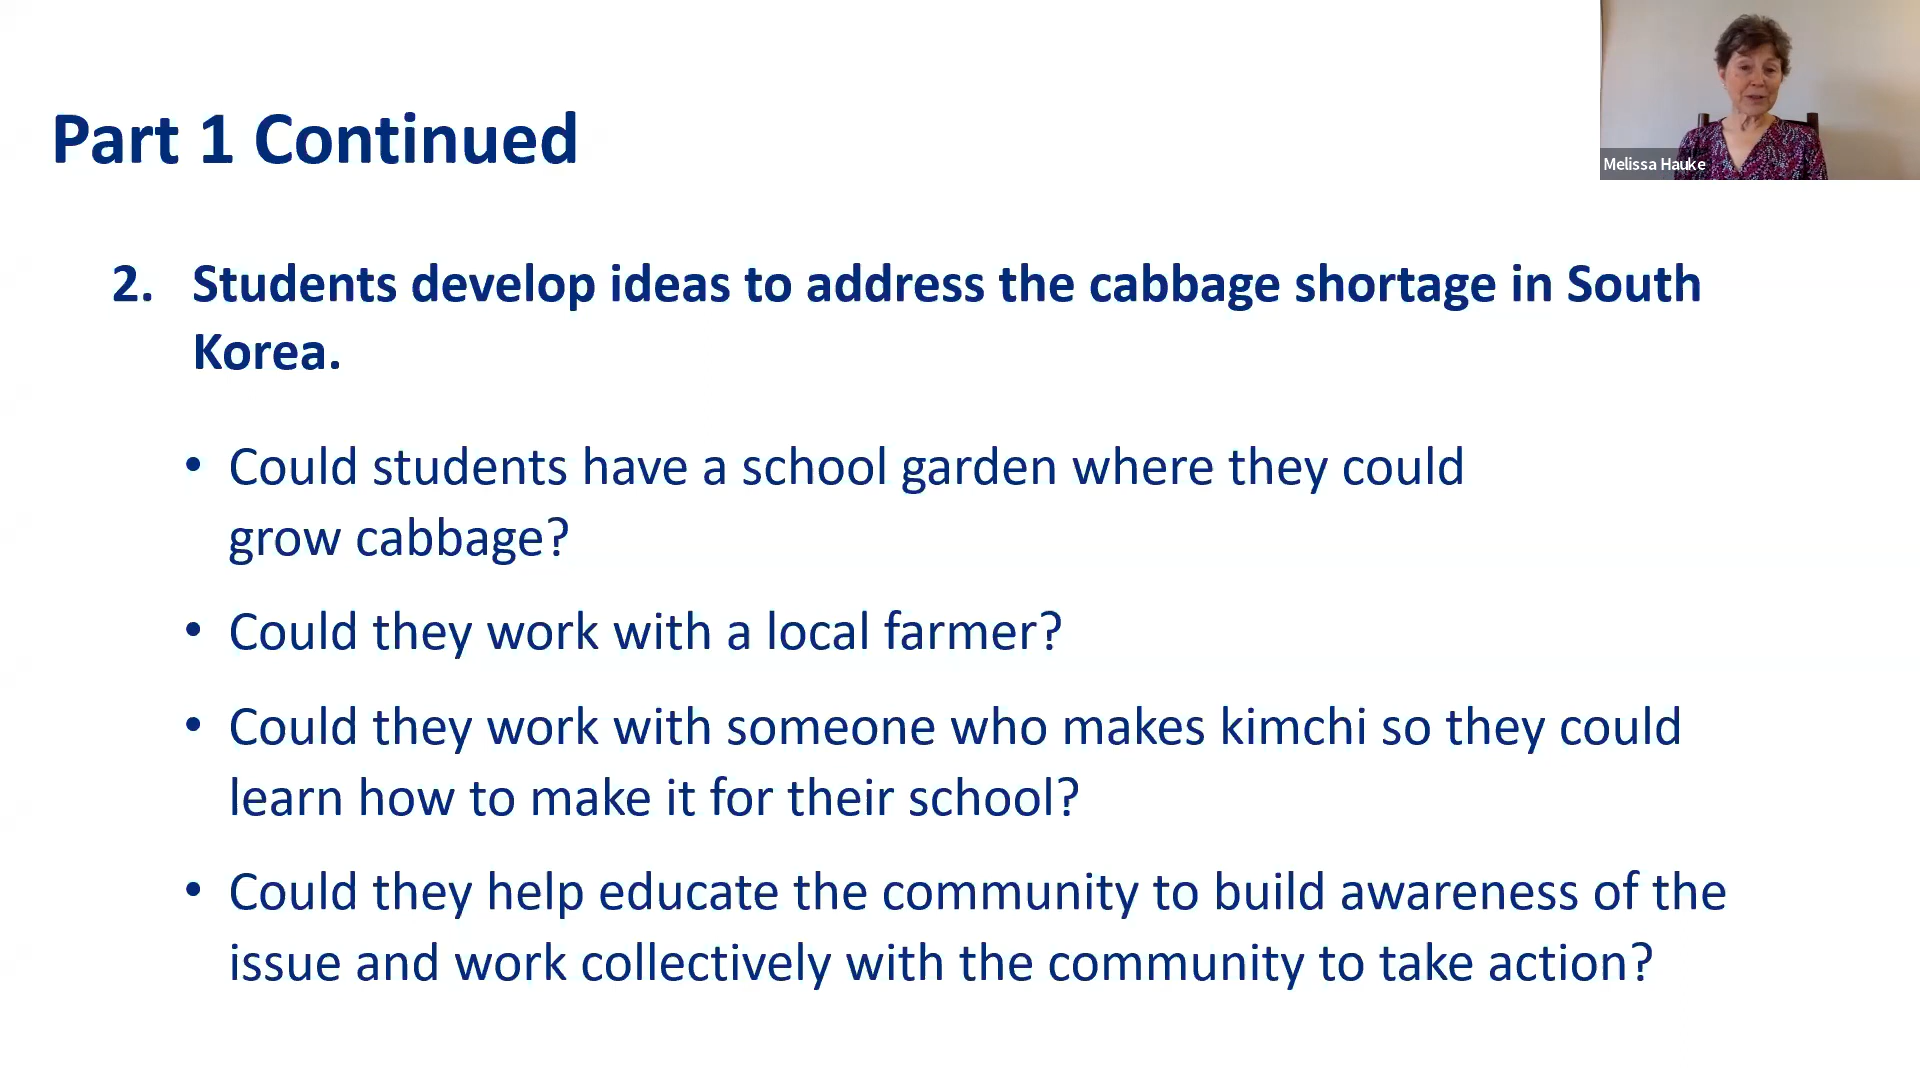 Part 1 Continued
Melissa Hauke
2. Students develop ideas to address the cabbage shortage in South
Korea.
• Could students have a school garden where they could
grow cabbage?
• Could they work with a local farmer?
• Could they work with someone who makes kimchi so they could
learn how to make it for their school?
• Could they help educate the community to build awareness of the
issue and work collectively with the community to take action?